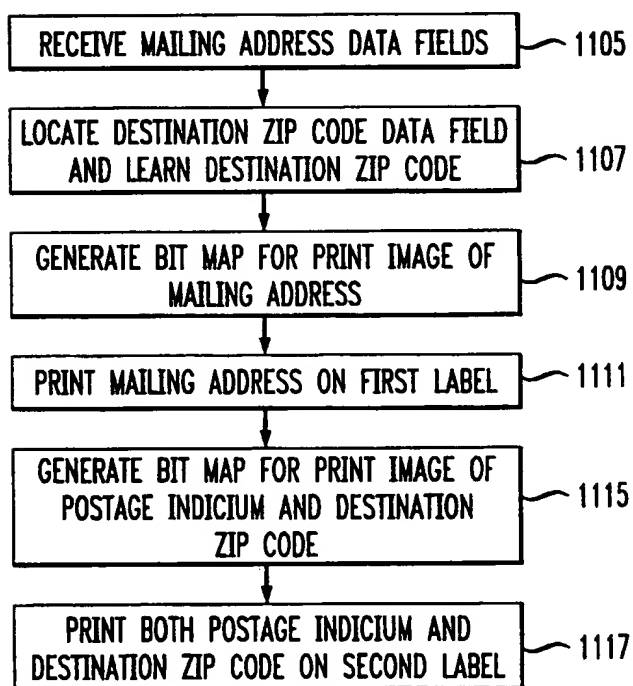 RECEIVE MAILING ADDRESS DATA FIELDS 1105
LOCATE DESTINATION ZIP CODE DATA FIELD
AND LEARN DESTINATION ZIP CODE 1107
GENERATE BIT MAP FOR PRINT IMAGE OF
MAILING ADDRESS 1109
PRINT MAILING ADDRESS ON FIRST LABEL 1111
GENERATE BIT MAP FOR PRINT IMAGE OF
POSTAGE INDICIUM AND DESTINATION 1115
ZIP CODE
PRINT BOTH POSTAGE INDICIUM AND
DESTINATION ZIP CODE ON SECOND LABEL 1117